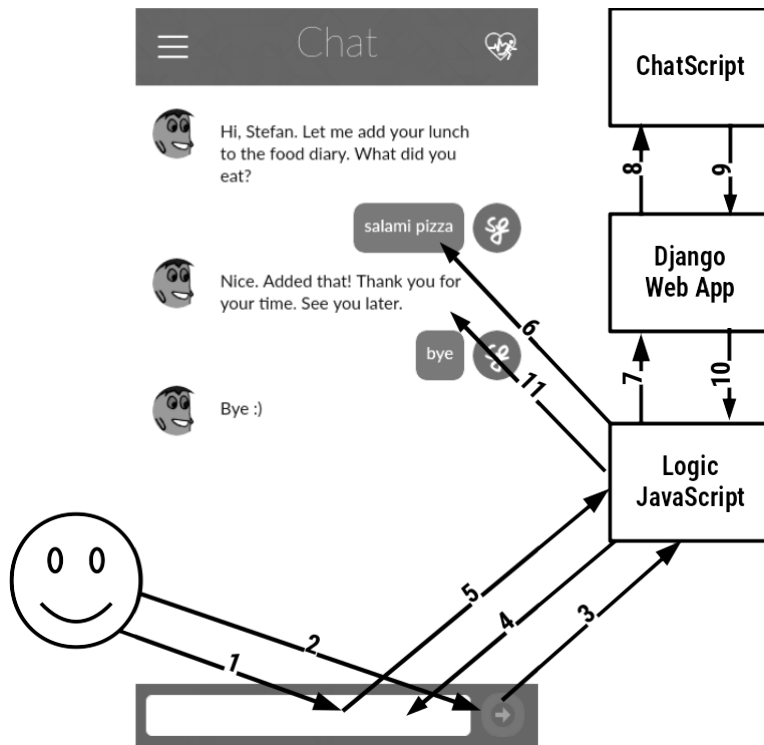 Chat
Hi, Stefan. Let me add your lunch
to the food diary. What did you
eat?
salami pizza
Nice. Added that! Thank you for
your time. See you later.
bye
Bye :)
ChatScript
8
9
Django
Web App
7
10
Logic
JavaScript
6
11
5
4
3
2
1